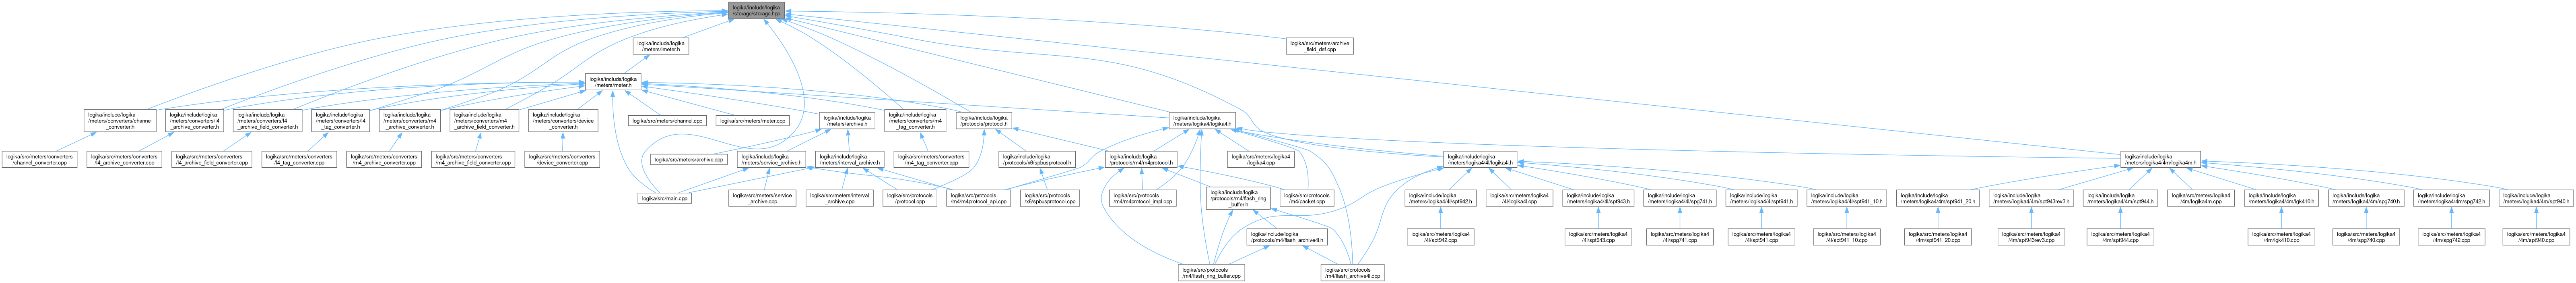 logika/include/logika
/storage/storage.hpp
logika/include/logika
/meters/imeter.h
logika/src/meters/archive
_field_def.cpp
logika/include/logika
/meters/meter.h
logika/include/logika
/meters/converters/channel
_converter.h
logika/include/logika
/meters/converters/l4
_archive_converter.h
logika/include/logika
/meters/converters/l4
_archive_field_converter.h
logika/include/logika
/meters/converters/l4
_tag_converter.h
logika/include/logika
/meters/converters/m4
_archive_converter.h
logika/include/logika
/meters/converters/m4
_archive_field_converter.h
logika/include/logika
/meters/converters/device
_converter.h
logika/src/meters/channel.cpp
logika/src/meters/meter.cpp
logika/include/logika
/meters/archive.h
logika/include/logika
/meters/converters/m4
_tag_converter.h
logika/include/logika
/protocols/protocol.h
logika/include/logika
/meters/logika4/logika4.h
logika/src/meters/converters
/channel_converter.cpp
logika/src/meters/converters
/l4_archive_converter.cpp
logika/src/meters/converters
/l4_archive_field_converter.cpp
logika/src/meters/converters
/l4_tag_converter.cpp
logika/src/meters/converters
/m4_archive_converter.cpp
logika/src/meters/converters
/m4_archive_field_converter.cpp
logika/src/meters/converters
/device_converter.cpp
logika/src/meters/archive.cpp
logika/include/logika
/meters/service_archive.h
logika/include/logika
/meters/interval_archive.h
logika/src/meters/converters
/m4_tag_converter.cpp
logika/include/logika
/protocols/x6/spbusprotocol.h
logika/include/logika
/protocols/m4/m4protocol.h
logika/src/meters/logika4
/logika4.cpp
logika/include/logika
/meters/logika4/4l/logika4l.h
logika/include/logika
/meters/logika4/4m/logika4m.h
logika/src/main.cpp
logika/src/meters/service
_archive.cpp
logika/src/meters/interval
_archive.cpp
logika/src/protocols
/protocol.cpp
logika/src/protocols
/m4/m4protocol_api.cpp
logika/src/protocols
/x6/spbusprotocol.cpp
logika/src/protocols
/m4/m4protocol_impl.cpp
logika/include/logika
/protocols/m4/flash_ring
_buffer.h
logika/src/protocols
/m4/packet.cpp
logika/include/logika
/meters/logika4/4l/spt942.h
logika/src/meters/logika4
/4l/logika4l.cpp
logika/include/logika
/meters/logika4/4l/spt943.h
logika/include/logika
/meters/logika4/4l/spg741.h
logika/include/logika
/meters/logika4/4l/spt941.h
logika/include/logika
/meters/logika4/4l/spt941_10.h
logika/include/logika
/meters/logika4/4m/spt941_20.h
logika/include/logika
/meters/logika4/4m/spt943rev3.h
logika/include/logika
/meters/logika4/4m/spt944.h
logika/src/meters/logika4
/4m/logika4m.cpp
logika/include/logika
/meters/logika4/4m/lgk410.h
logika/include/logika
/meters/logika4/4m/spg740.h
logika/include/logika
/meters/logika4/4m/spg742.h
logika/include/logika
/meters/logika4/4m/spt940.h
logika/include/logika
/protocols/m4/flash_archive4l.h
logika/src/meters/logika4
/4l/spt942.cpp
logika/src/meters/logika4
/4l/spt943.cpp
logika/src/meters/logika4
/4l/spg741.cpp
logika/src/meters/logika4
/4l/spt941.cpp
logika/src/meters/logika4
/4l/spt941_10.cpp
logika/src/meters/logika4
/4m/spt941_20.cpp
logika/src/meters/logika4
/4m/spt943rev3.cpp
logika/src/meters/logika4
/4m/spt944.cpp
logika/src/meters/logika4
/4m/lgk410.cpp
logika/src/meters/logika4
/4m/spg740.cpp
logika/src/meters/logika4
/4m/spg742.cpp
logika/src/meters/logika4
/4m/spt940.cpp
logika/src/protocols
/m4/flash_ring_buffer.cpp
logika/src/protocols
/m4/flash_archive4l.cpp